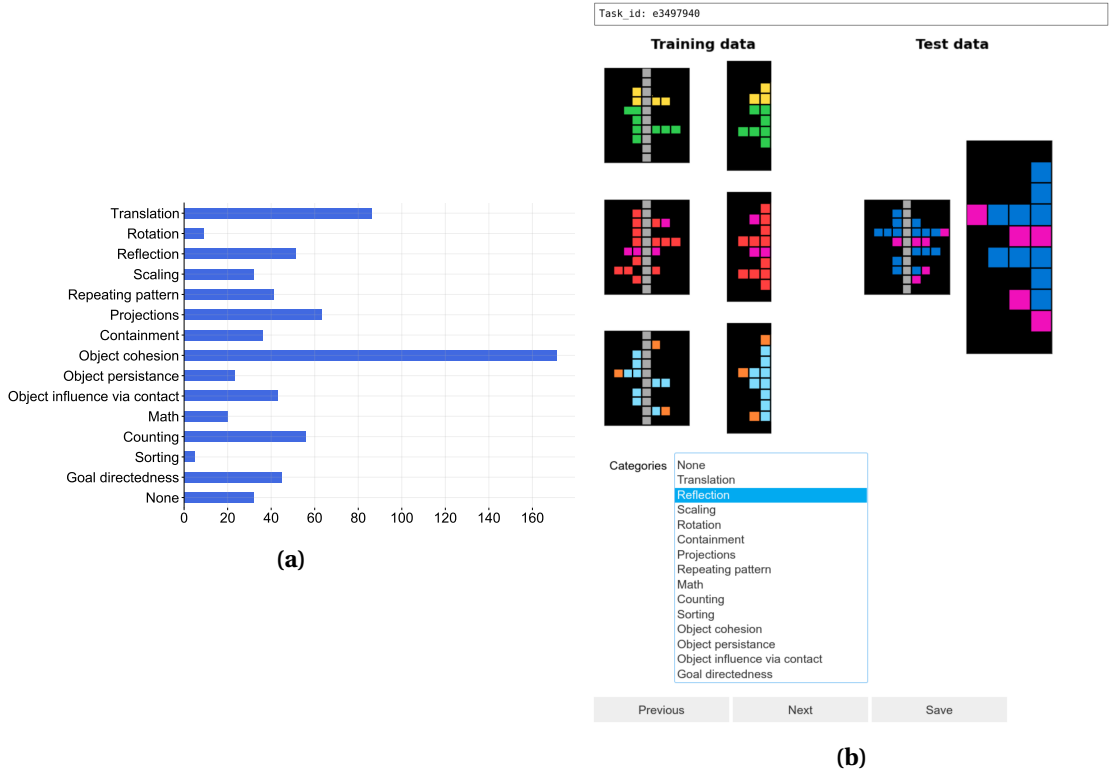 Translation
Rotation
Reflection
Scaling
Repeating pattern
Projections
Containment
Object cohesion
Object persistance
Object influence via contact
Math
Counting
Sorting
Goal directedness
None
0 20 40 60 80 100 120 140 160
(a)
Task_id: e3497940
Training data
Test data
Categories
None
Translation
Reflection
Scaling
Rotation
Containment
Projections
Repeating pattern
Math
Counting
Sorting
Object cohesion
Object persistance
Object influence via contact
Goal directedness
Previous
Next
Save
(b)